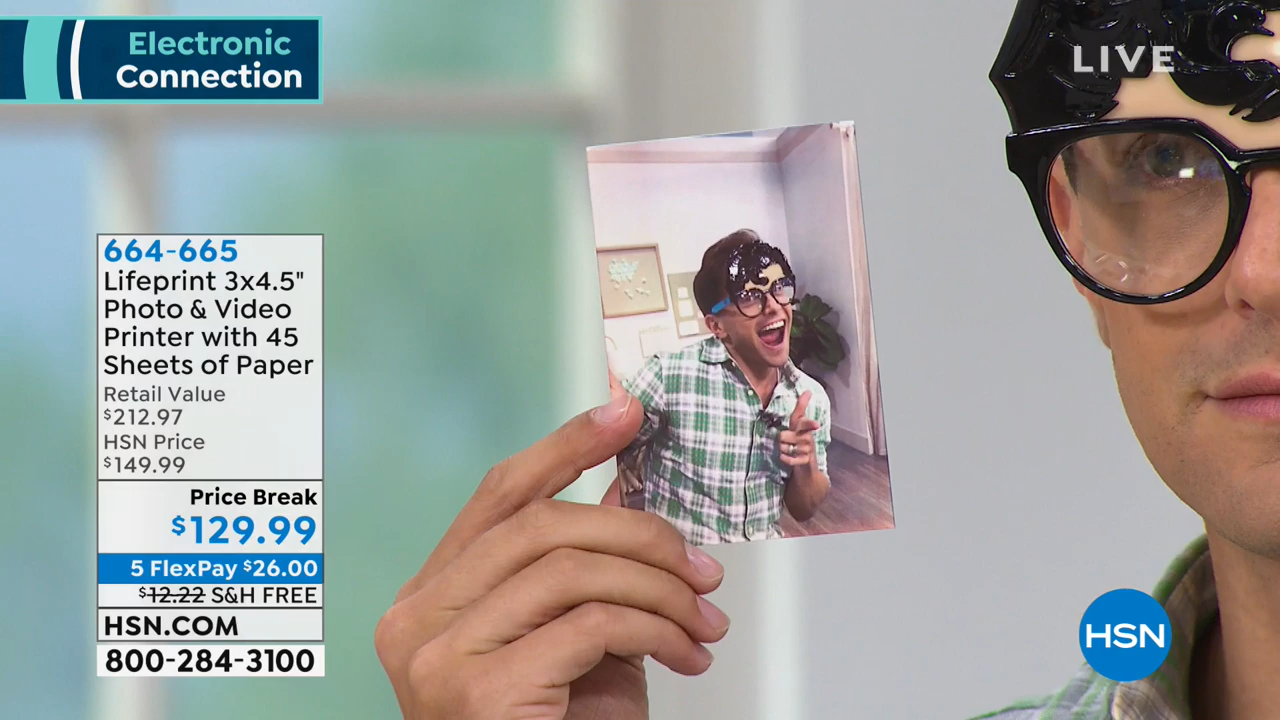 Electronic
Connection
LIVE
664-665
Lifeprint 3x4.5"
Photo & Video
Printer with 45
Sheets of Paper
Retail Value
$212.97
HSN Price
$149.99
Price Break
$129.99
5 FlexPay $26.00
$12.22 S&H FREE
HSN.COM
800-284-3100
HSN